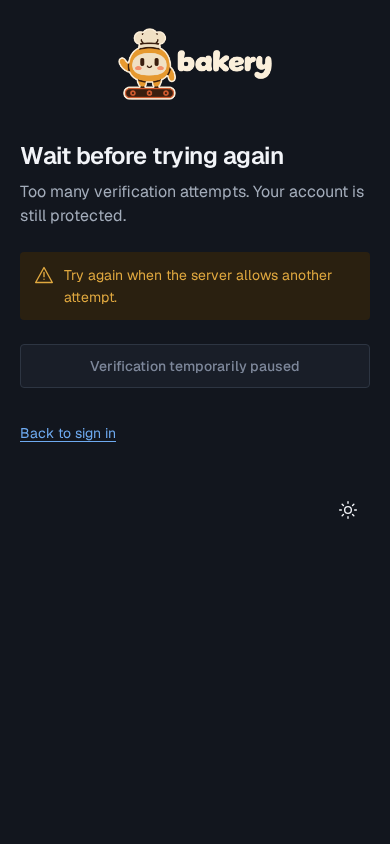 bakery
Wait before trying again
Too many verification attempts. Your account is
still protected.
Try again when the server allows another
attempt.
Verification temporarily paused
Back to sign in